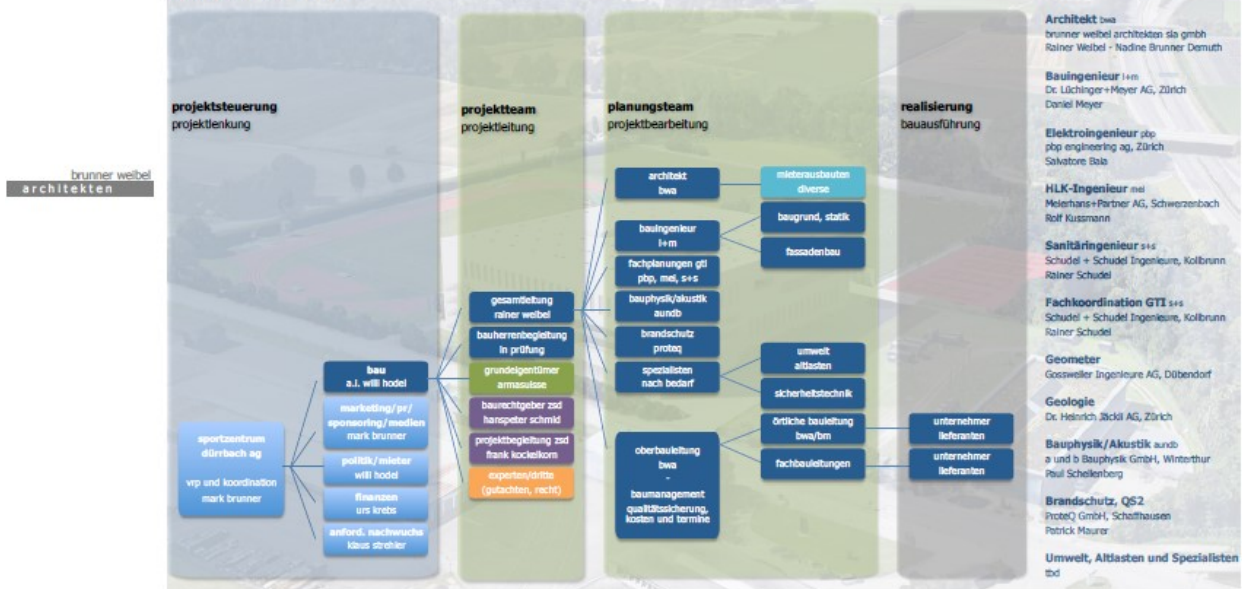 brunner weibel
architekten
projektsteuerung
projektlenkung
projektteam
projektleitung
planungsteam
projektbearbeitung
realisierung
bauausführung
sportzentrum
dürrbach ag
vrp und koordination
mark brunner
bau
a.i. willi hodel
marketing/pr/
sponsoring/medien
mark brunner
politik/mieter
willi hodel
finanzen
urs krebs
anford. nachwuchs
klaus strehler
gesamtleitung
rainer weibel
bauherrenbegleitung
in prüfung
grundeigentümer
armasuisse
baurechtgeber zsd
hanspeter schmid
projektbegleitung zsd
frank kockelkorn
experten/dritte
(gutachten, recht)
architekt
bwa
bauingenieur
l+m
fachplanungen gti
pbp, mei, s+s
bauphysik/akustik
aundb
brandschutz
proteq
spezialisten
nach bedarf
oberbauleitung
bwa
-
baumanagement
qualitätssicherung,
kosten und termine
mieterausbauten
diverse
baugrund, statik
fassadenbau
umwelt
altlasten
sicherheitstechnik
örtliche bauleitung
bwa/bm
fachbauleitungen
unternehmer
lieferanten
unternehmer
lieferanten
Architekt bwa
brunner weibel architekten sia gmbh
Rainer Weibel - Nadine Brunner Demuth
Bauingenieur l+m
Dr. Lüchinger+Meyer AG, Zürich
Daniel Meyer
Elektroingenieur pbp
pbp engineering ag, Zürich
Salvatore Bala
HLK-Ingenieur mei
Meierhans+Partner AG, Schwerzenbach
Rolf Kussmann
Sanitäringenieur s+s
Schudel + Schudel Ingenieure, Kollbrunn
Rainer Schudel
Fachkoordination GTI s+s
Schudel + Schudel Ingenieure, Kollbrunn
Rainer Schudel
Geometer
Gossweiler Ingenieure AG, Dübendorf
Geologie
Dr. Heinrich Jäckli AG, Zürich
Bauphysik/Akustik aundb
a und b Bauphysik GmbH, Winterthur
Paul Schellenberg
Brandschutz, QS2
ProteQ GmbH, Schaffhausen
Patrick Maurer
Umwelt, Altlasten und Spezialisten
tbd